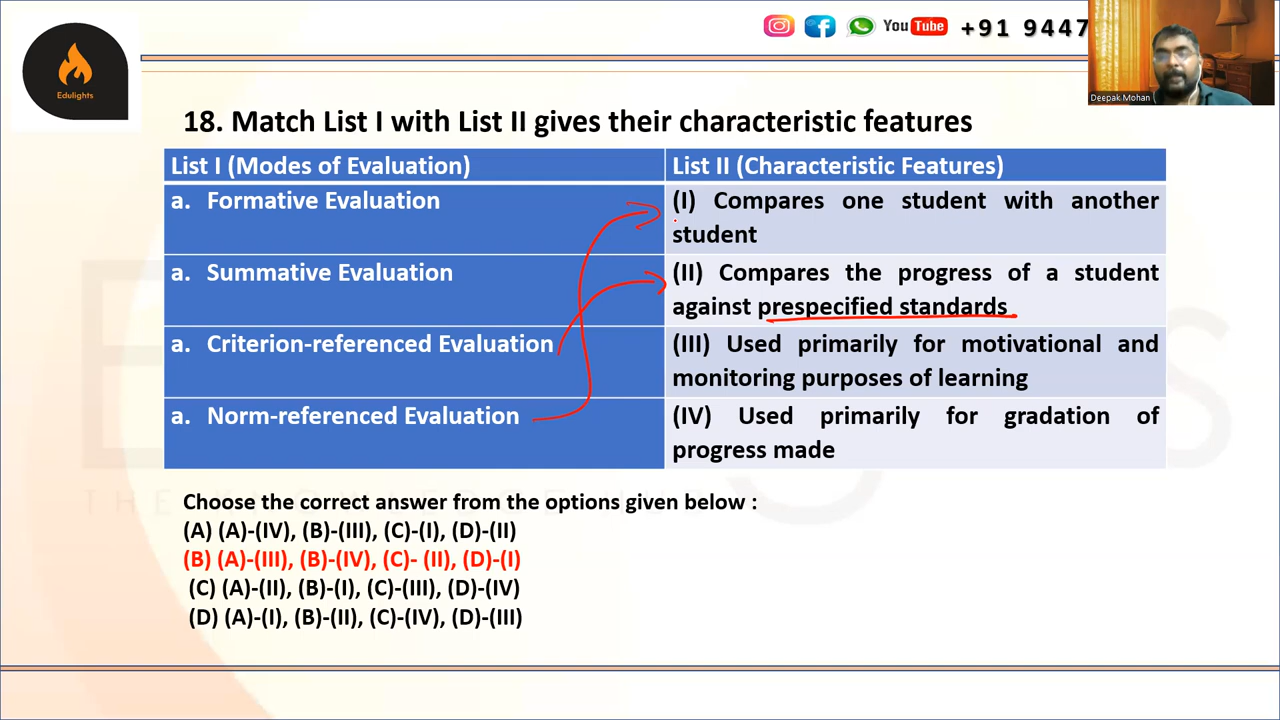 You Tube +91 9447
Edulights
Deepak Mohan
18. Match List I with List II gives their characteristic features
List I (Modes of Evaluation)
List II (Characteristic Features)
a. Formative Evaluation
(I) Compares one student with another
student
a. Summative Evaluation
(II) Compares the progress of a student
against prespecified standards
a. Criterion-referenced Evaluation
(III) Used primarily for motivational and
monitoring purposes of learning
a. Norm-referenced Evaluation
(IV) Used primarily for gradation of
progress made
Choose the correct answer from the options given below :
(A) (A)-(IV), (B)-(III), (C)-(I), (D)-(II)
(B) (A)-(III), (B)-(IV), (C)- (II), (D)-(I)
(C) (A)-(II), (B)-(I), (C)-(III), (D)-(IV)
(D) (A)-(I), (B)-(II), (C)-(IV), (D)-(III)